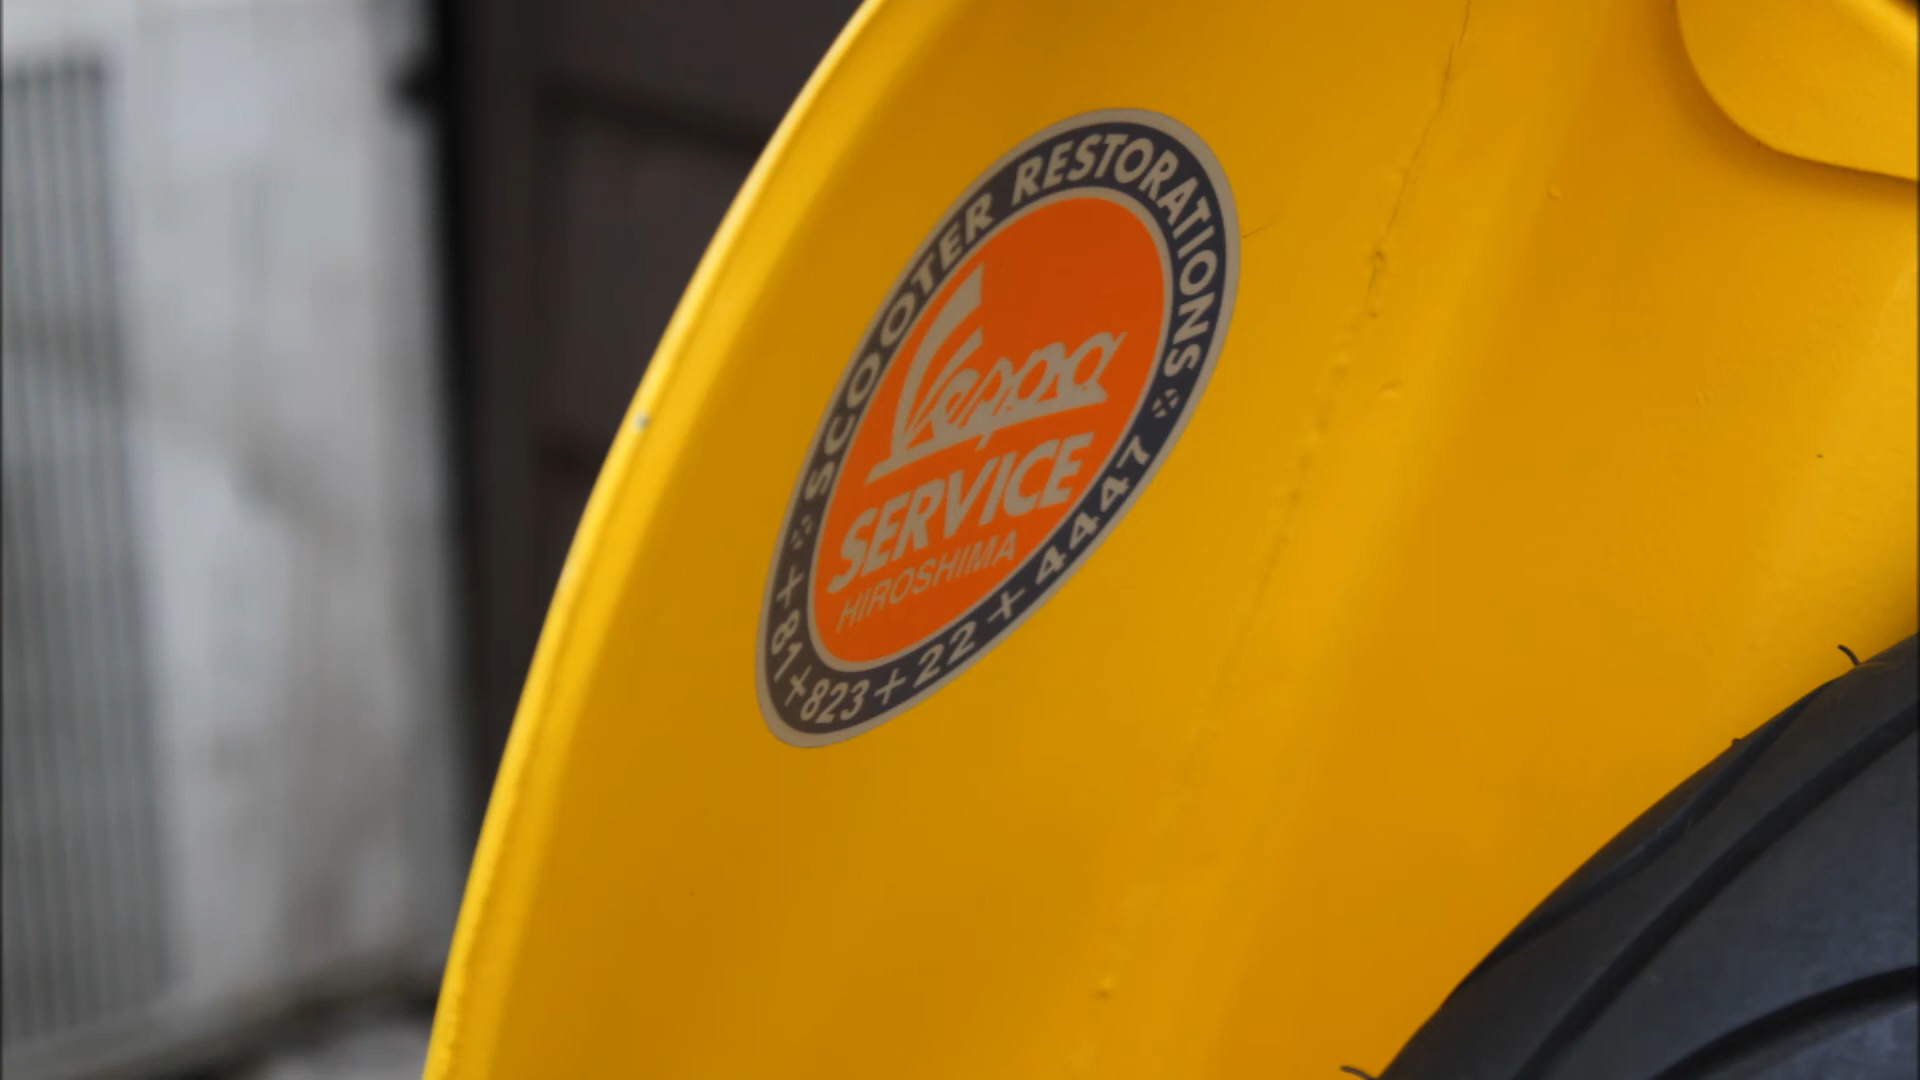 SCOOTER RESTORATIONS
Vespa
SERVICE
HIROSHIMA
+81+823+22+4447